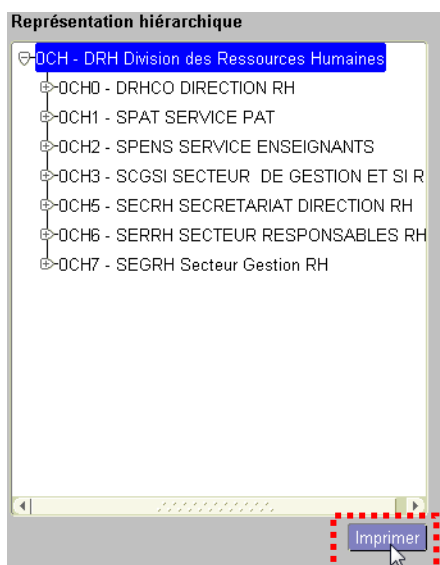 Représentation hiérarchique
0CH - DRH Division des Ressources Humaines
0CH0 - DRHCO DIRECTION RH
0CH1 - SPAT SERVICE PAT
0CH2 - SPENS SERVICE ENSEIGNANTS
0CH3 - SCGSI SECTEUR  DE GESTION ET SI R
0CH5 - SECRH SECRETARIAT DIRECTION RH
0CH6 - SERRH SECTEUR RESPONSABLES RH
0CH7 - SEGRH Secteur Gestion RH
Imprimer